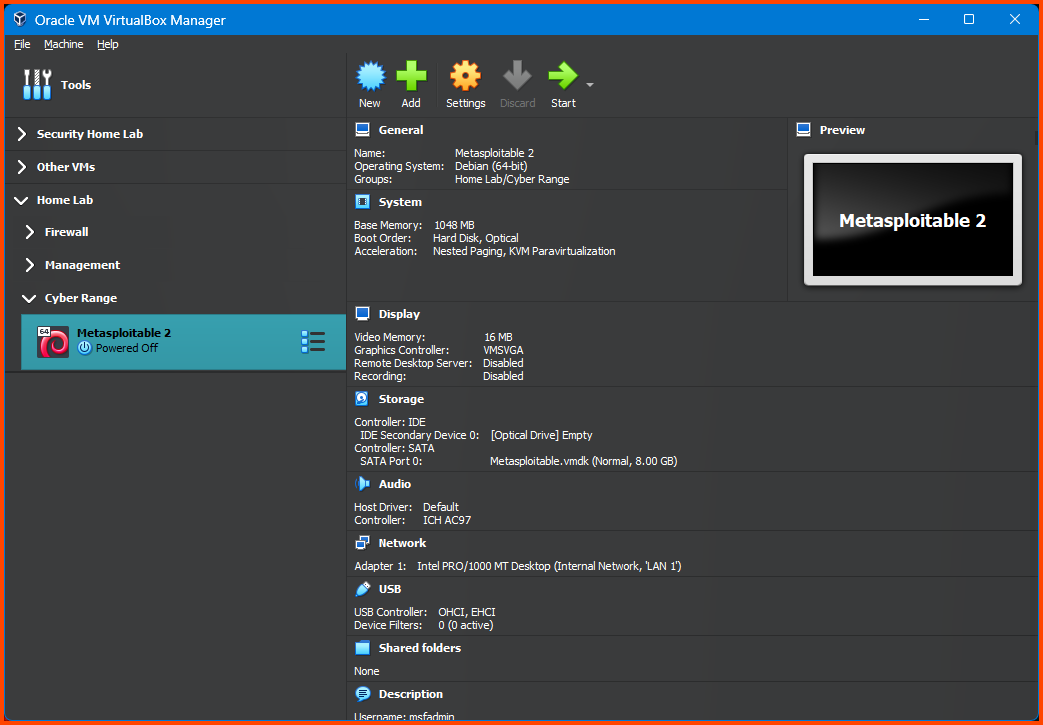 Oracle VM VirtualBox Manager
File Machine Help
Tools
New Add Settings Discard Start
Security Home Lab
Other VMs
Home Lab
Firewall
Management
Cyber Range
64
Metasploitable 2
Powered Off
General
Name: Metasploitable 2
Operating System: Debian (64-bit)
Groups: Home Lab/Cyber Range
System
Base Memory: 1048 MB
Boot Order: Hard Disk, Optical
Acceleration: Nested Paging, KVM Paravirtualization
Preview
Metasploitable 2
Display
Video Memory: 16 MB
Graphics Controller: VMSVGA
Remote Desktop Server: Disabled
Recording: Disabled
Storage
Controller: IDE
IDE Secondary Device 0: [Optical Drive] Empty
Controller: SATA
SATA Port 0: Metasploitable.vmdk (Normal, 8.00 GB)
Audio
Host Driver: Default
Controller: ICH AC97
Network
Adapter 1: Intel PRO/1000 MT Desktop (Internal Network, 'LAN 1')
USB
USB Controller: OHCI, EHCI
Device Filters: 0 (0 active)
Shared folders
None
Description
Username: msfadmin